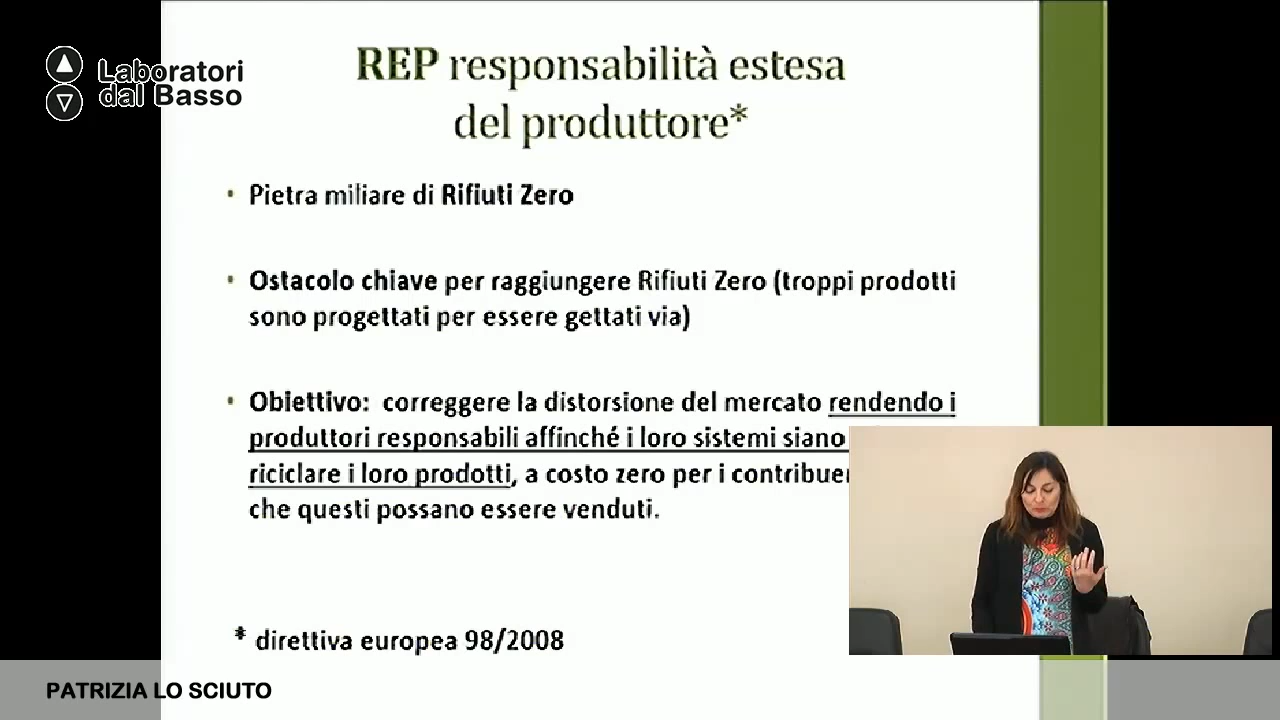 Laboratori
dal Basso
REP responsabilità estesa
del produttore*
• Pietra miliare di Rifiuti Zero
• Ostacolo chiave per raggiungere Rifiuti Zero (troppi prodotti
sono progettati per essere gettati via)
• Obiettivo: correggere la distorsione del mercato rendendo i
produttori responsabili affinché i loro sistemi siano
riciclare i loro prodotti, a costo zero per i
che questi possano essere venduti.
* direttiva europea 98/2008
PATRIZIA LO SCIUTO